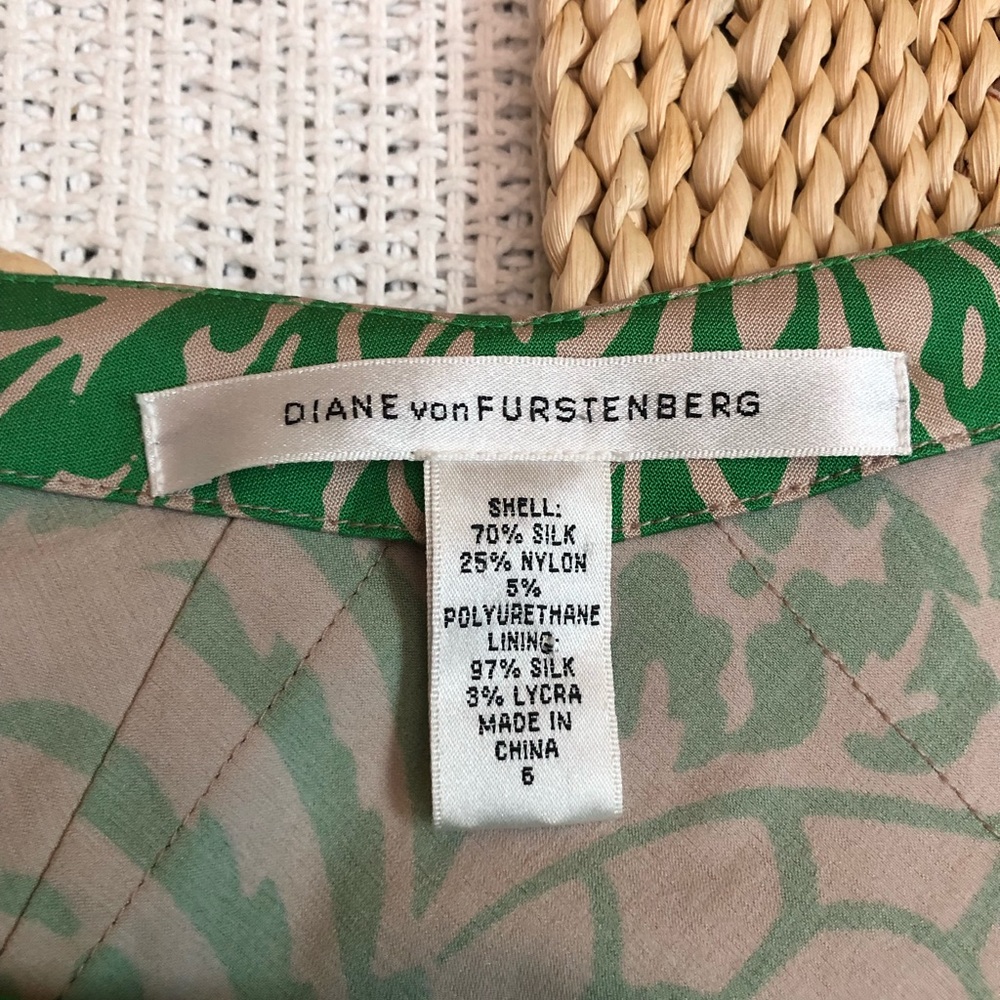 DIANE von FURSTENBERG
SHELL:
70% SILK
25% NYLON
5%
POLYURETHANE
LINING:
97% SILK
3% LYCRA
MADE IN
CHINA
6